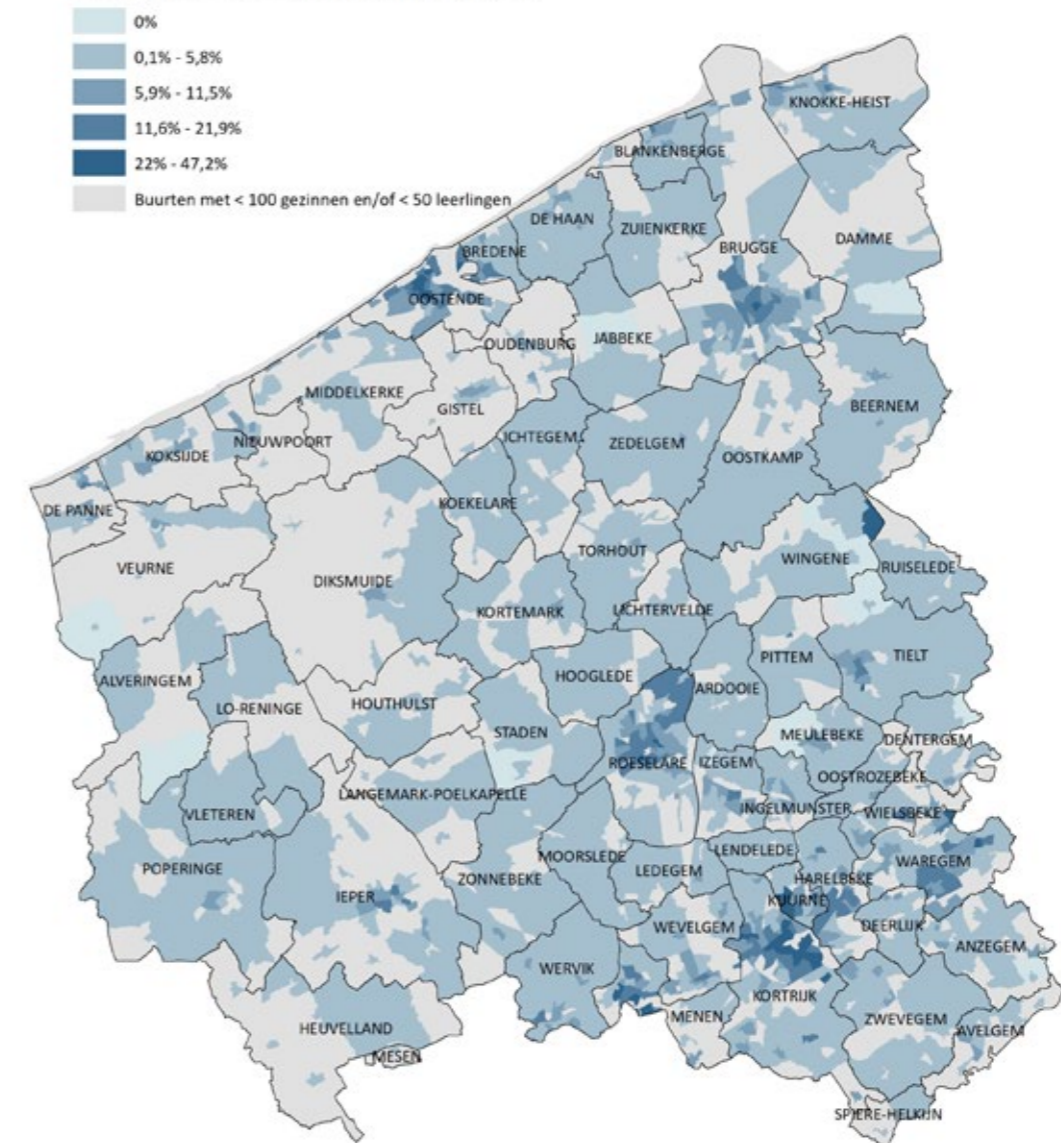 0%
0,1% - 5,8%
5,9% - 11,5%
11,6% - 21,9%
22% - 47,2%
Buurten met < 100 gezinnen en/of < 50 leerlingen
KNOKKE-HEIST
BLANKENBERGE
DE HAAN
ZUIENKERKE
BRUGGE
DAMME
BREDENE
OOSTENDE
OUDENBURG
JABBEKE
MIDDELKERKE
GISTEL
BEERNEM
NIEUWPOORT
ICHTEGEM
ZEDELGEM
OOSTKAMP
KOKSIJDE
DE PANNE
KOEKELARE
VEURNE
DIKSMUIDE
TORHOUT
WINGENE
RUISELEDE
KORTEMARK
LICHTERVELDE
PITTEM
TIELT
ALVERINGEM
HOOGLEDE
ARDOOIE
LO-RENINGE
HOUTHULST
STADEN
MEULEBEKE
DENTERGEM
ROESELARE
IZEGEM
OOSTROZEBEKE
LANGEMARK-POELKAPELLE
INGELMUNSTER
WIELSBEKE
VLETEREN
MOORSLEDE
LENDELEDE
WAREGEM
POPERINGE
LEDEGEM
HARELBEKE
ZONNEBEKE
IEPER
KUURNE
WEVELGEM
DEERLIJK
ANZEGEM
WERVIK
KORTRIJK
MENEN
ZWEVEGEM
HEUVELLAND
AVELGEM
MESEN
SPIERE-HELKIJN